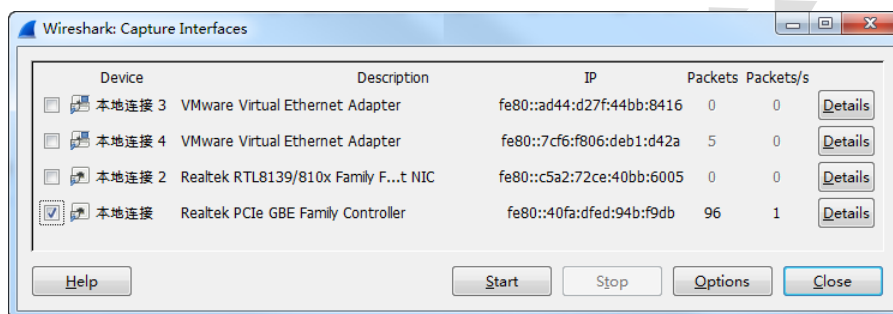 Wireshark: Capture Interfaces
Device Description IP Packets Packets/s
本地连接 3 VMware Virtual Ethernet Adapter fe80::ad44:d27f:44bb:8416 0 0 Details
本地连接 4 VMware Virtual Ethernet Adapter fe80::7cf6:f806:deb1:d42a 5 0 Details
本地连接 2 Realtek RTL8139/810x Family F...t NIC fe80::c5a2:72ce:40bb:6005 0 0 Details
本地连接 Realtek PCIe GBE Family Controller fe80::40fa:dfed:94b:f9db 96 1 Details
Help Start Stop Options Close